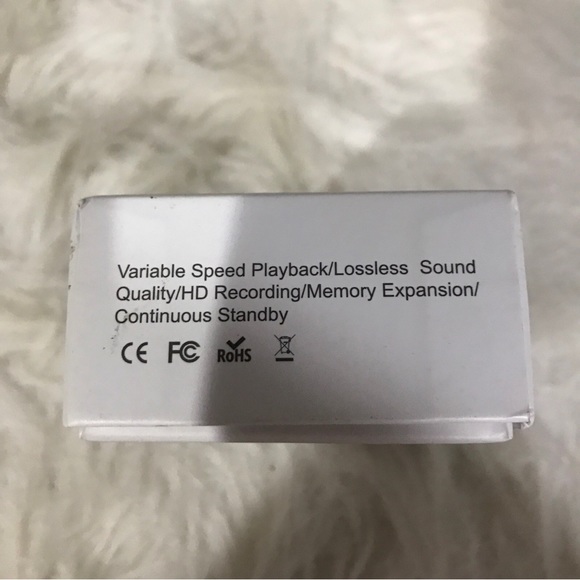 Variable Speed Playback/Lossless Sound
Quality/HD Recording/Memory Expansion/
Continuous Standby
CE FC RoHS